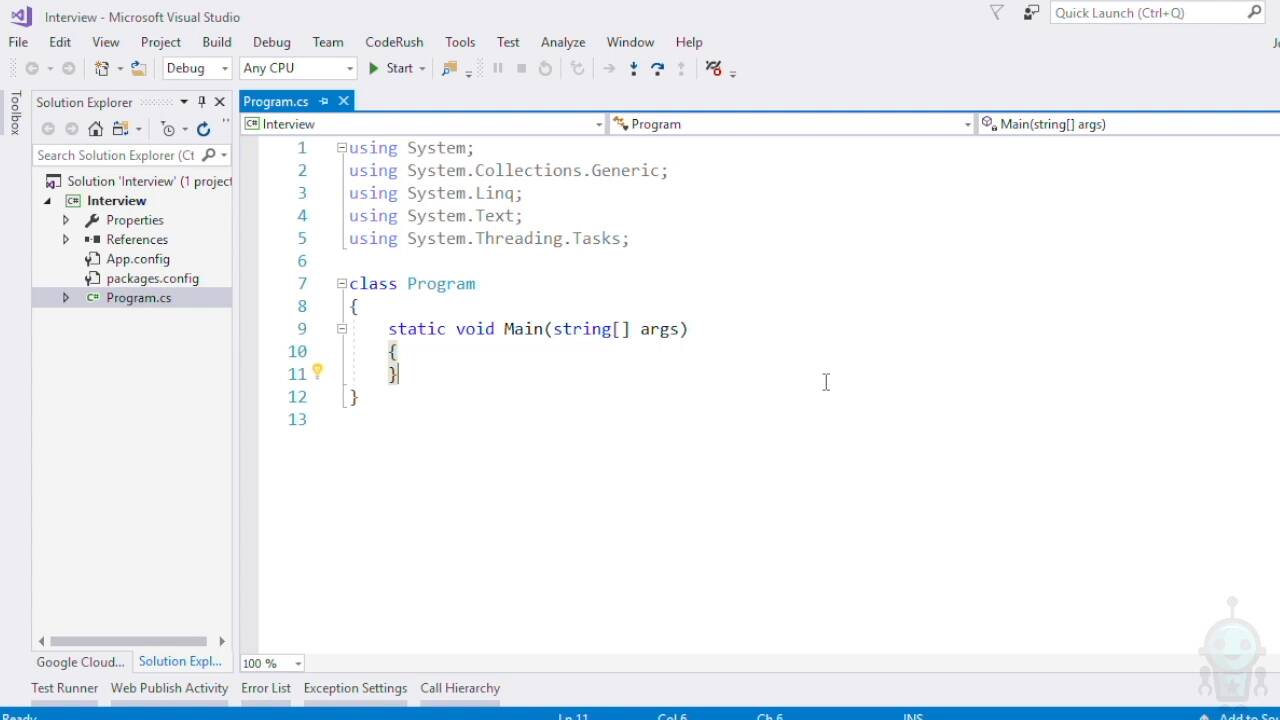 Interview - Microsoft Visual Studio
Quick Launch (Ctrl+Q)
File Edit View Project Build Debug Team CodeRush Tools Test Analyze Window Help
Debug Any CPU Start
Toolbox
Solution Explorer
Program.cs
Interview Program Main(string[] args)
Search Solution Explorer (Ct
Solution 'Interview' (1 project
Interview
Properties
References
App.config
packages.config
Program.cs
1 using System;
2 using System.Collections.Generic;
3 using System.Linq;
4 using System.Text;
5 using System.Threading.Tasks;
6
7 class Program
8 {
9 static void Main(string[] args)
10 {
11 }
12 }
13
Google Cloud... Solution Expl...
100 %
Test Runner Web Publish Activity Error List Exception Settings Call Hierarchy
Ready Ln 11 Col 6 Ch 6 INS Add to Sou